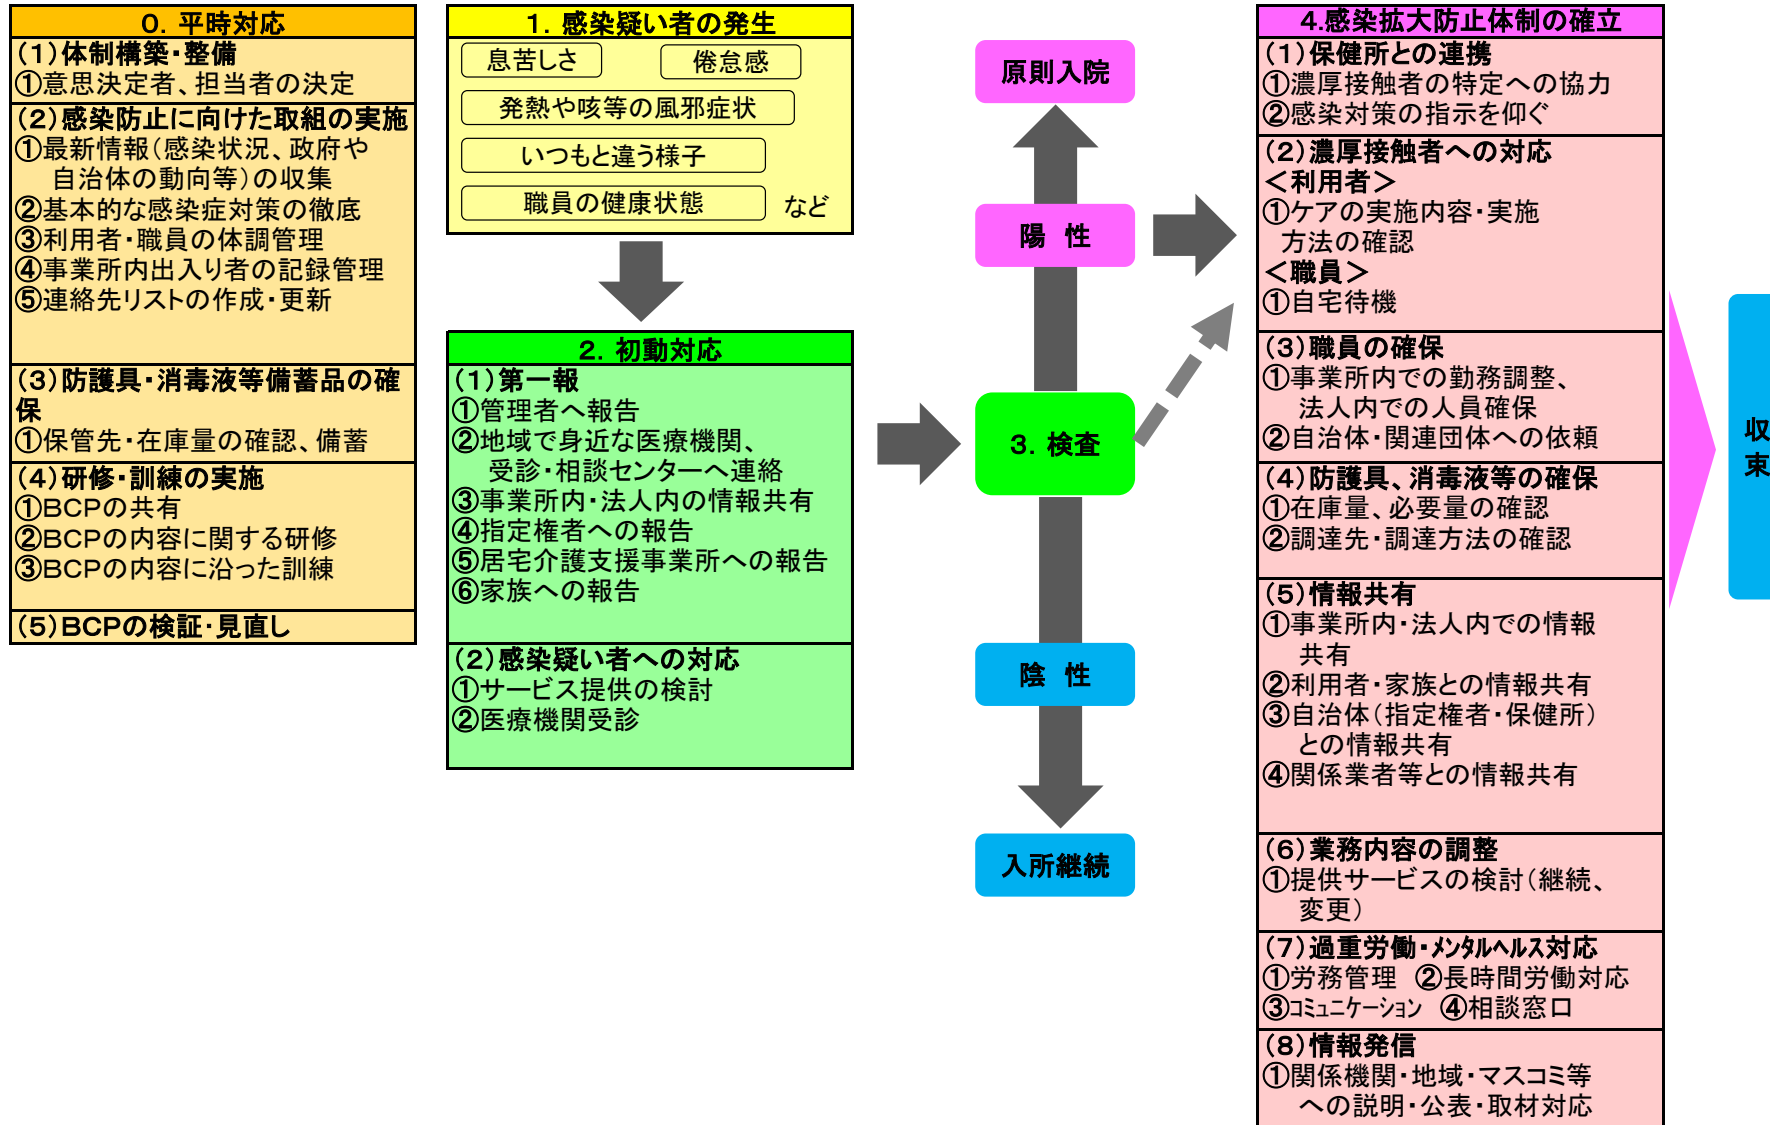 ０．平時対応
（１）体制構築・整備
①意思決定者、担当者の決定
（２）感染防止に向けた取組の実施
①最新情報（感染状況、政府や
自治体の動向等）の収集
②基本的な感染症対策の徹底
③利用者・職員の体調管理
④事業所内出入り者の記録管理
⑤連絡先リストの作成・更新
（３）防護具・消毒液等備蓄品の確
保
①保管先・在庫量の確認、備蓄
（４）研修・訓練の実施
①ＢＣＰの共有
②ＢＣＰの内容に関する研修
③ＢＣＰの内容に沿った訓練
（５）ＢＣＰの検証・見直し
１．感染疑い者の発生
息苦しさ
倦怠感
発熱や咳等の風邪症状
いつもと違う様子
職員の健康状態
など
２．初動対応
（１）第一報
①管理者へ報告
②地域で身近な医療機関、
受診・相談センターへ連絡
③事業所内・法人内の情報共有
④指定権者への報告
⑤居宅介護支援事業所への報告
⑥家族への報告
（２）感染疑い者への対応
①サービス提供の検討
②医療機関受診
原則入院
陽 性
３．検査
陰 性
入所継続
４.感染拡大防止体制の確立
（１）保健所との連携
①濃厚接触者の特定への協力
②感染対策の指示を仰ぐ
（２）濃厚接触者への対応
＜利用者＞
①ケアの実施内容・実施
方法の確認
＜職員＞
①自宅待機
（３）職員の確保
①事業所内での勤務調整、
法人内での人員確保
②自治体・関連団体への依頼
（４）防護具、消毒液等の確保
①在庫量、必要量の確認
②調達先・調達方法の確認
（５）情報共有
①事業所内・法人内での情報
共有
②利用者・家族との情報共有
③自治体（指定権者・保健所）
との情報共有
④関係業者等との情報共有
（６）業務内容の調整
①提供サービスの検討（継続、
変更）
（７）過重労働・ﾒﾝﾀﾙﾍﾙｽ対応
①労務管理 ②長時間労働対応
③ｺﾐｭﾆｹｰｼｮﾝ ④相談窓口
（８）情報発信
①関係機関・地域・マスコミ等
への説明・公表・取材対応
収
束